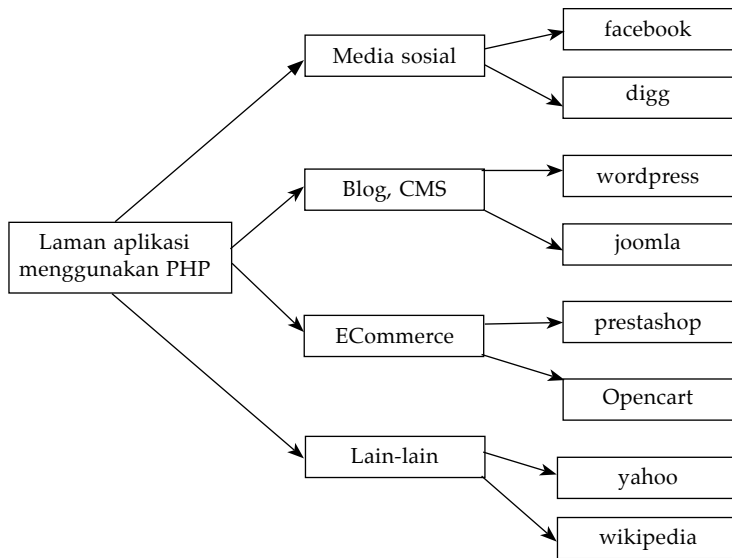 Laman aplikasi
menggunakan PHP
Media sosial
facebook
digg
Blog, CMS
wordpress
joomla
ECommerce
prestashop
Opencart
Lain-lain
yahoo
wikipedia